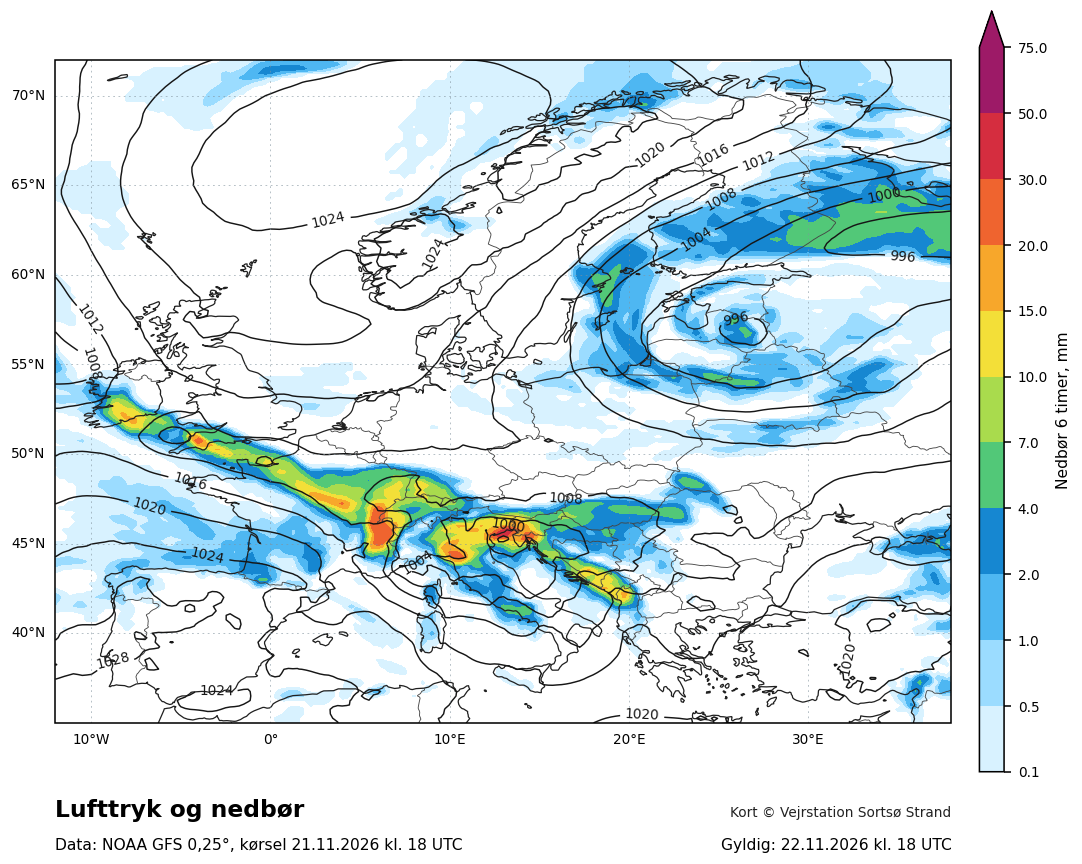 75.0
50.0
30.0
20.0
15.0
10.0
7.0
4.0
2.0
1.0
0.5
0.1
Nedbør 6 timer, mm
70°N
65°N
60°N
55°N
50°N
45°N
40°N
10°W
0°
10°E
20°E
30°E
1020
1016
1012
1008
1004
1000
996
996
1024
1024
1012
1008
1016
1020
1024
1028
1024
1004
1000
1008
1020
1020
Lufttryk og nedbør
Kort © Vejrstation Sortsø Strand
Data: NOAA GFS 0,25°, kørsel 21.11.2026 kl. 18 UTC
Gyldig: 22.11.2026 kl. 18 UTC